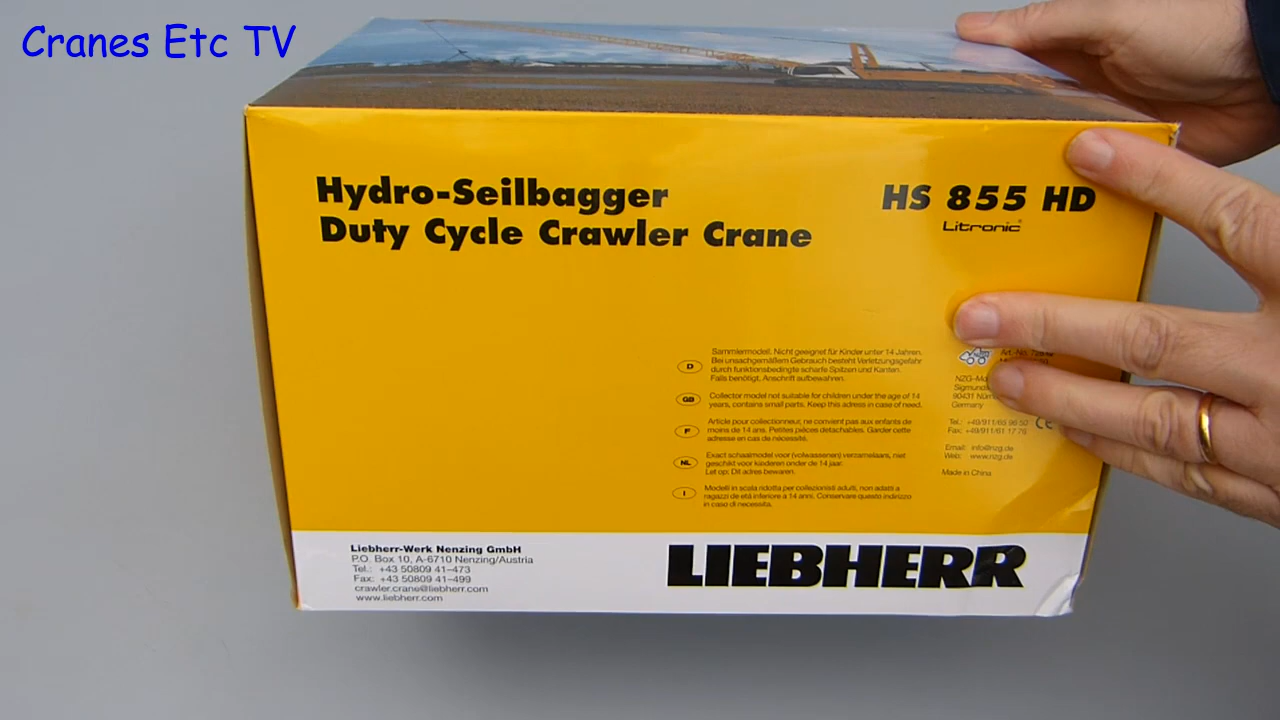 Cranes Etc TV
Hydro-Seilbagger
Duty Cycle Crawler Crane
HS 855 HD
Litronic®
D
Sammlermodell. Nicht geeignet für Kinder unter 14 Jahren.
Bei unsachgemäßem Gebrauch besteht Verletzungsgefahr
durch funktionsbedingte scharfe Spitzen und Kanten.
Falls benötigt, Anschrift aufbewahren.
GB
Collector model not suitable for children under the age of 14
years, contains small parts. Keep this adress in case of need.
F
Article pour collectionneur, ne convient pas aux enfants de
moins de 14 ans. Petites pièces detachables. Garder cette
adresse en cas de nécessité.
NL
Exact schaalmodel voor (volwassenen) verzamelaars, niet
geschikt voor kinderen onder de 14 jaar.
Let op: Dit adres bewaren.
I
Modelli in scala ridotta per collezionisti adulti, non adatti a
ragazzi de età inferiore a 14 anni. Conservare questo indirizzo
in caso di necessita.
Art.-No.
90431
Germany
Tel.: +49/911/65 96 50
Fax: +49/911/61 17 76
CE
Email: info@nzg.de
Web: www.nzg.de
Made in China
Liebherr-Werk Nenzing GmbH
P.O. Box 10, A-6710 Nenzing/Austria
Tel.: +43 50809 41-473
Fax: +43 50809 41-499
crawler.crane@liebherr.com
www.liebherr.com
LIEBHERR